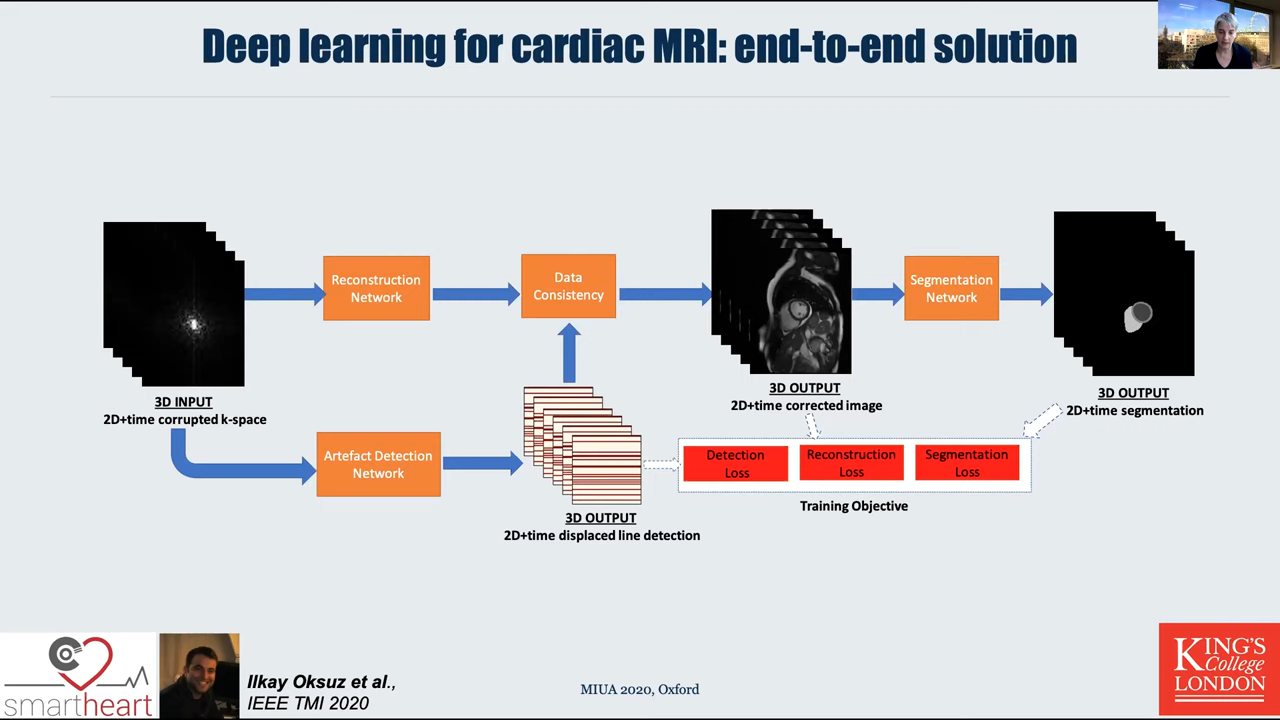 Deep learning for cardiac MRI: end-to-end solution
Reconstruction
Network
Data
Consistency
Segmentation
Network
3D INPUT
2D+time corrupted k-space
3D OUTPUT
2D+time corrected image
3D OUTPUT
2D+time segmentation
Artefact Detection
Network
Detection
Loss
Reconstruction
Loss
Segmentation
Loss
Training Objective
3D OUTPUT
2D+time displaced line detection
smartheart
Ilkay Oksuz et al.,
IEEE TMI 2020
MIUA 2020, Oxford
KING'S
College
LONDON